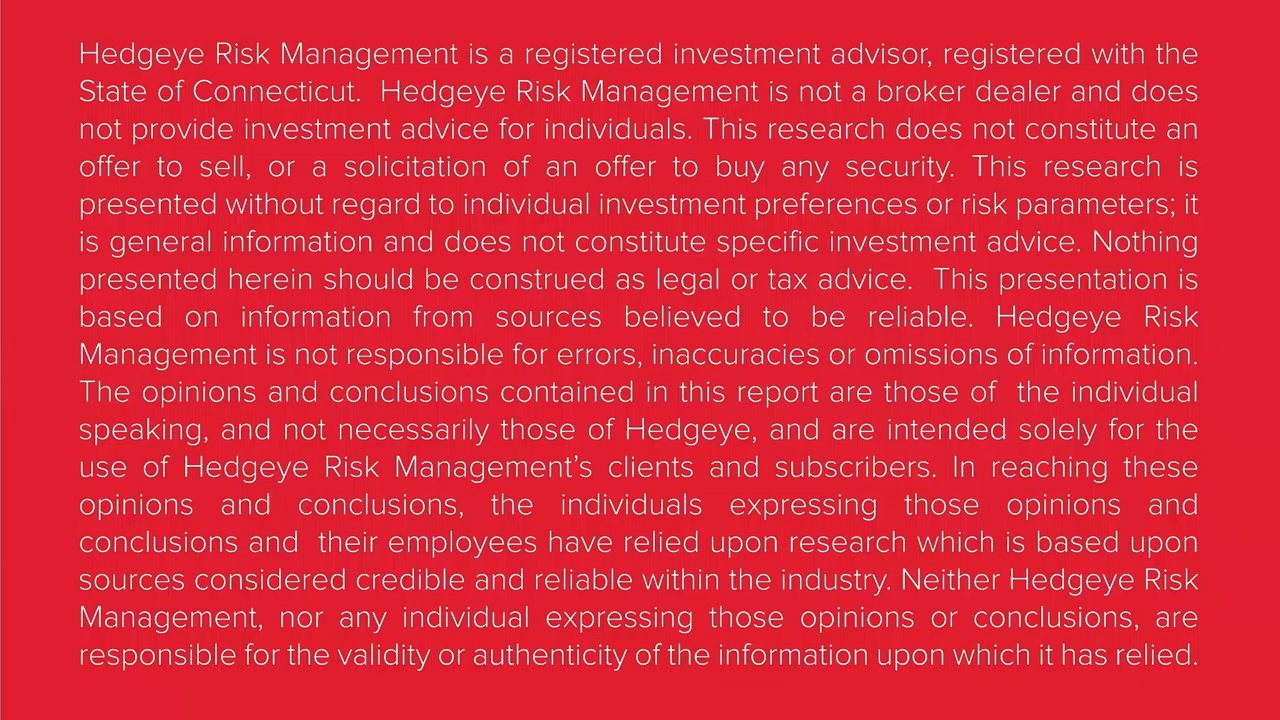 Hedgeye Risk Management is a registered investment advisor, registered with the
State of Connecticut.  Hedgeye Risk Management is not a broker dealer and does
not provide investment advice for individuals. This research does not constitute an
offer to sell, or a solicitation of an offer to buy any security. This research is
presented without regard to individual investment preferences or risk parameters; it
is general information and does not constitute specific investment advice. Nothing
presented herein should be construed as legal or tax advice.  This presentation is
based on information from sources believed to be reliable. Hedgeye Risk
Management is not responsible for errors, inaccuracies or omissions of information.
The opinions and conclusions contained in this report are those of  the individual
speaking, and not necessarily those of Hedgeye, and are intended solely for the
use of Hedgeye Risk Management’s clients and subscribers. In reaching these
opinions and conclusions, the individuals expressing those opinions and
conclusions and  their employees have relied upon research which is based upon
sources considered credible and reliable within the industry. Neither Hedgeye Risk
Management, nor any individual expressing those opinions or conclusions, are
responsible for the validity or authenticity of the information upon which it has relied.